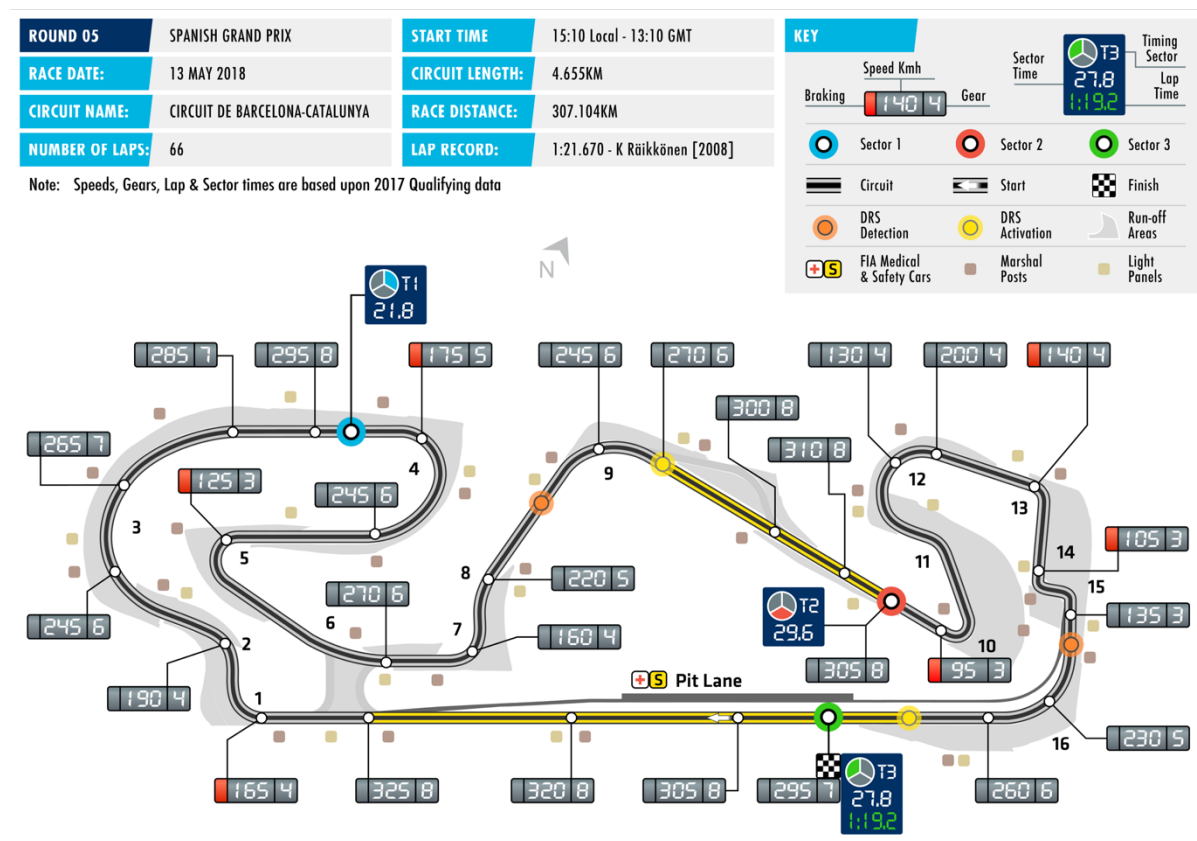 ROUND 05 SPANISH GRAND PRIX
RACE DATE: 13 MAY 2018
CIRCUIT NAME: CIRCUIT DE BARCELONA-CATALUNYA
NUMBER OF LAPS: 66
START TIME 15:10 Local - 13:10 GMT
CIRCUIT LENGTH: 4.655KM
RACE DISTANCE: 307.104KM
LAP RECORD: 1:21.670 - K Räikkönen [2008]
Note: Speeds, Gears, Lap & Sector times are based upon 2017 Qualifying data
KEY
Speed Kmh
Braking 140 4 Gear
Sector Time
T3
27.8
1:19.2
Timing Sector
Lap Time
Sector 1 Sector 2 Sector 3
Circuit Start Finish
DRS Detection
DRS Activation
Run-off Areas
S FIA Medical & Safety Cars
Marshal Posts
Light Panels
N
T1
21.8
285 7
295 8
175 5
245 6
270 6
130 4
200 4
140 4
300 8
265 7
310 8
4
9
12
125 3
245 6
13
3
5
14
105 3
11
8
220 5
15
270 6
T2
29.6
135 3
245 6
6
7
160 4
2
10
305 8
95 3
S Pit Lane
190 4
1
16
230 5
165 4
325 8
320 8
305 8
295 7
T3
27.8
1:19.2
260 6